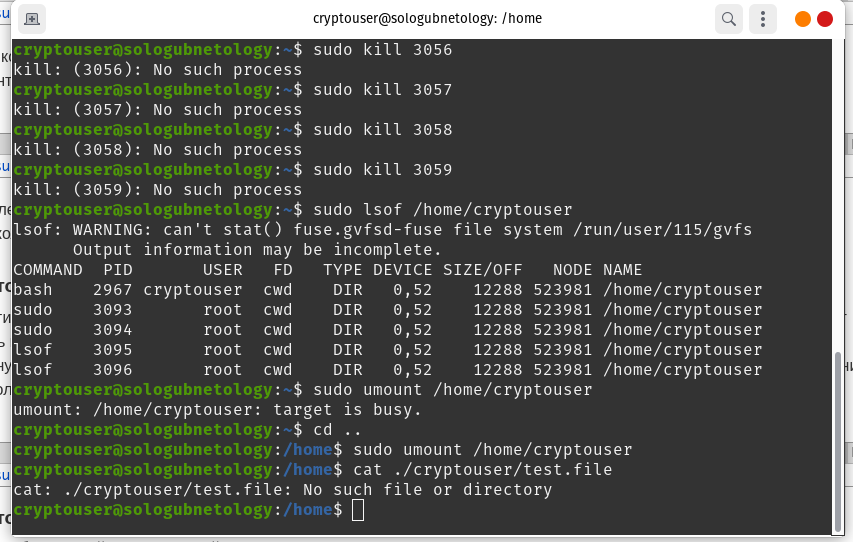 cryptouser@sologubnetology: /home
cryptouser@sologubnetology:~$ sudo kill 3056
kill: (3056): No such process
cryptouser@sologubnetology:~$ sudo kill 3057
kill: (3057): No such process
cryptouser@sologubnetology:~$ sudo kill 3058
kill: (3058): No such process
cryptouser@sologubnetology:~$ sudo kill 3059
kill: (3059): No such process
cryptouser@sologubnetology:~$ sudo lsof /home/cryptouser
lsof: WARNING: can't stat() fuse.gvfsd-fuse file system /run/user/115/gvfs
      Output information may be incomplete.
COMMAND  PID       USER   FD   TYPE DEVICE SIZE/OFF   NODE NAME
bash    2967 cryptouser  cwd    DIR   0,52    12288 523981 /home/cryptouser
sudo    3093       root  cwd    DIR   0,52    12288 523981 /home/cryptouser
sudo    3094       root  cwd    DIR   0,52    12288 523981 /home/cryptouser
lsof    3095       root  cwd    DIR   0,52    12288 523981 /home/cryptouser
lsof    3096       root  cwd    DIR   0,52    12288 523981 /home/cryptouser
cryptouser@sologubnetology:~$ sudo umount /home/cryptouser
umount: /home/cryptouser: target is busy.
cryptouser@sologubnetology:~$ cd ..
cryptouser@sologubnetology:/home$ sudo umount /home/cryptouser
cryptouser@sologubnetology:/home$ cat ./cryptouser/test.file
cat: ./cryptouser/test.file: No such file or directory
cryptouser@sologubnetology:/home$